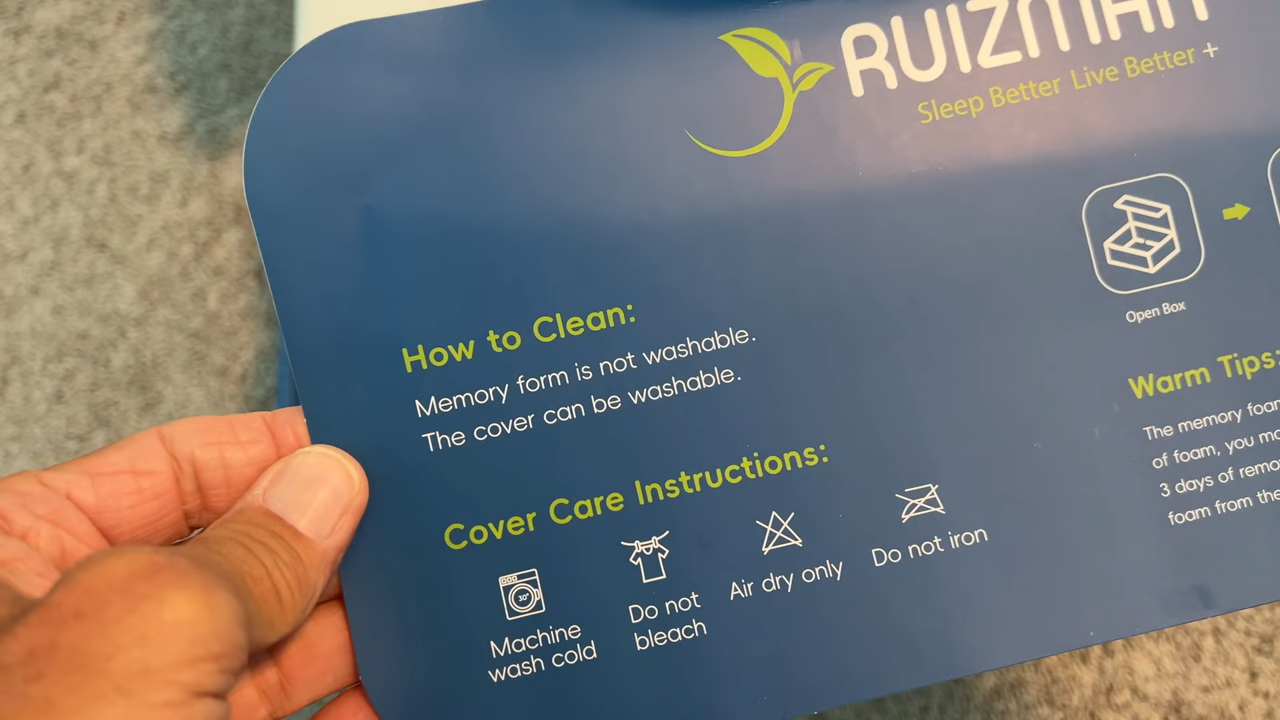 RUIZMAN
Sleep Better Live Better +
Open Box
How to Clean:
Memory form is not washable.
The cover can be washable.
Cover Care Instructions:
30°
Machine
wash cold
Do not
bleach
Air dry only
Do not iron
Warm Tips:
The memory foam
of foam, you
3 days of
foam from the